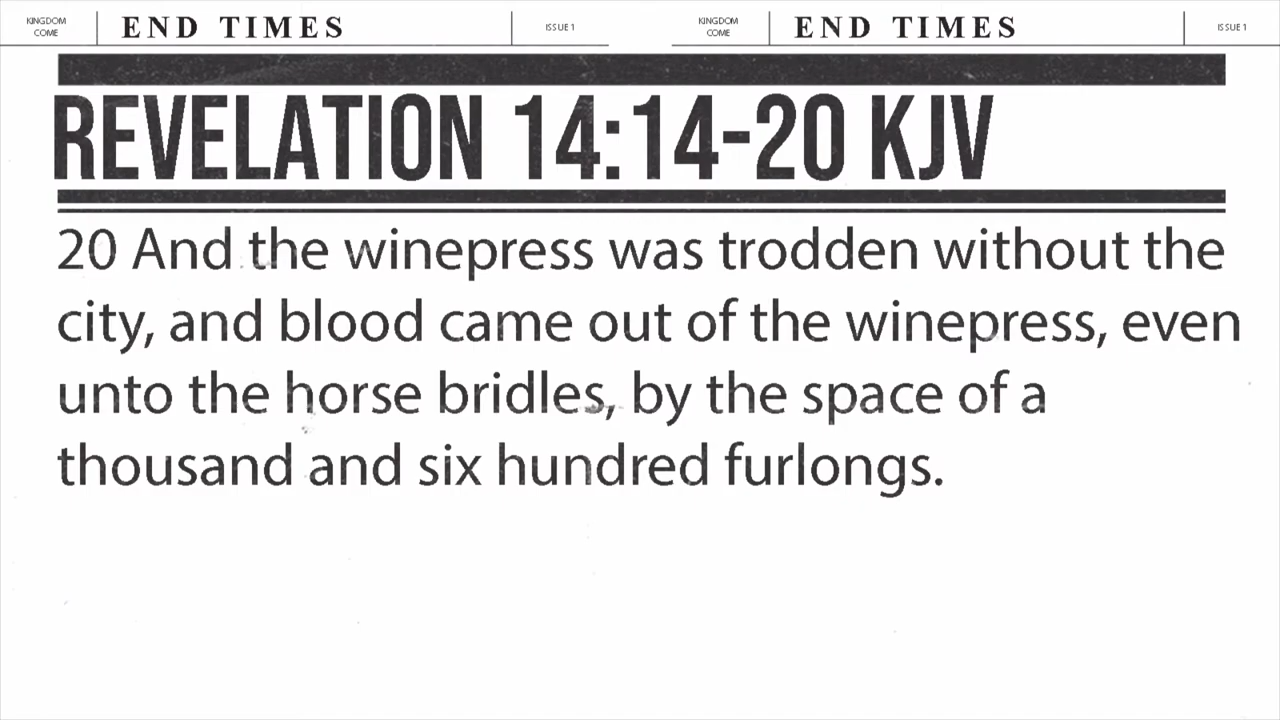 KINGDOM COME
END TIMES
ISSUE 1
KINGDOM COME
END TIMES
ISSUE 1
REVELATION 14:14-20 KJV
20 And the winepress was trodden without the
city, and blood came out of the winepress, even
unto the horse bridles, by the space of a
thousand and six hundred furlongs.